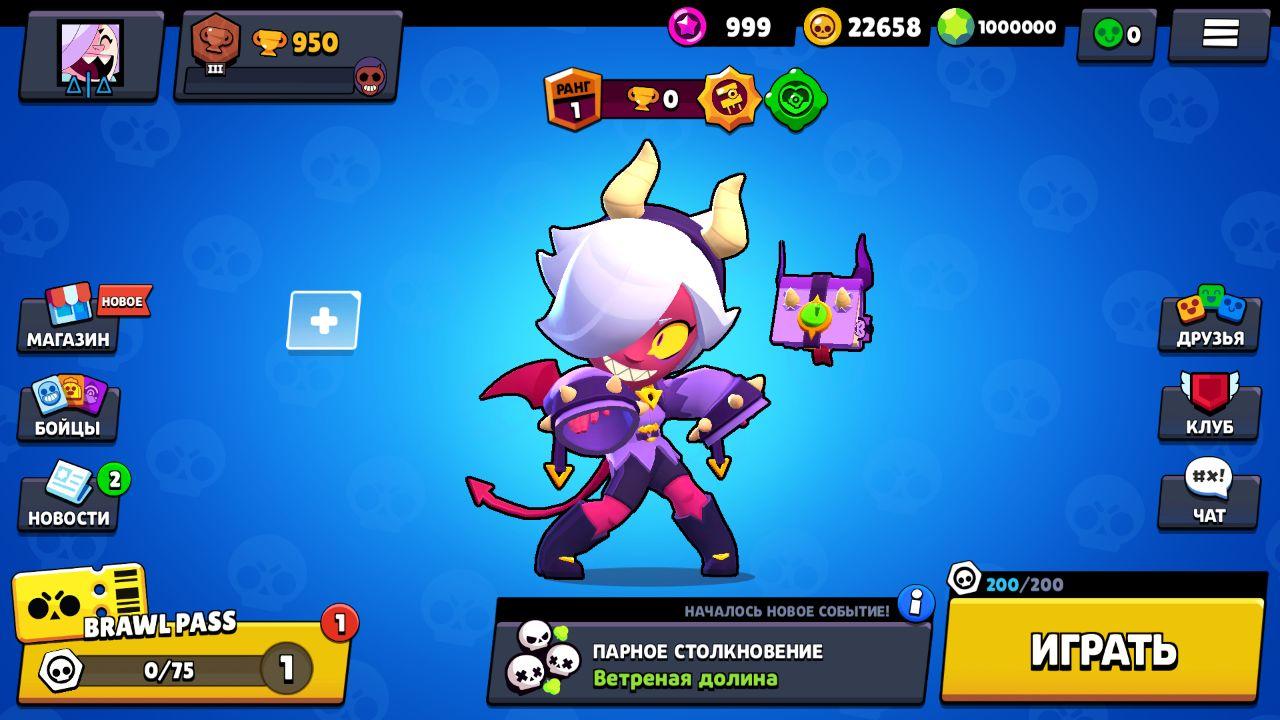 III
950
999
22658
1000000
0
РАНГ
1
0
МАГАЗИН
НОВОЕ
БОЙЦЫ
НОВОСТИ
2
ДРУЗЬЯ
КЛУБ
#×!
ЧАТ
BRAWL PASS
1
0/75
1
НАЧАЛОСЬ НОВОЕ СОБЫТИЕ!
i
ПАРНОЕ СТОЛКНОВЕНИЕ
Ветреная долина
200/200
ИГРАТЬ